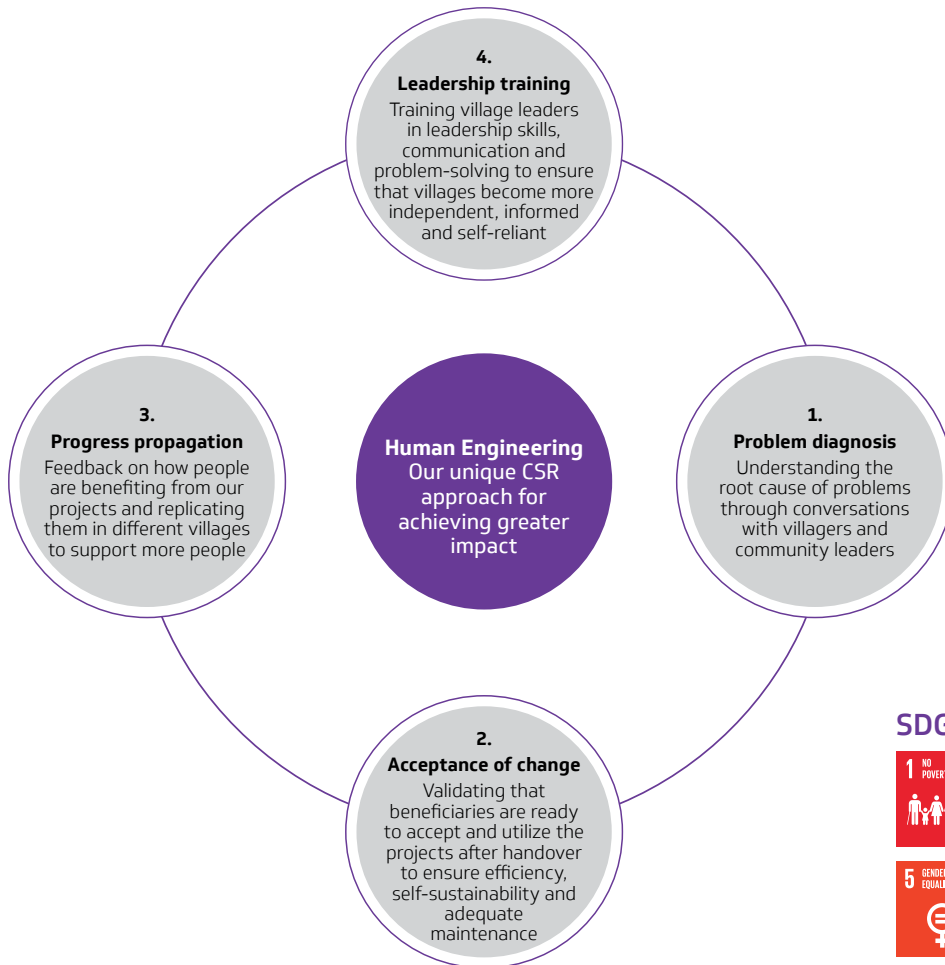 4.
Leadership training
Training village leaders
in leadership skills,
communication and
problem-solving to ensure
that villages become more
independent, informed
and self-reliant
3.
Progress propagation
Feedback on how people
are benefiting from our
projects and replicating
them in different villages
to support more people
Human Engineering
Our unique CSR
approach for
achieving greater
impact
1.
Problem diagnosis
Understanding the
root cause of problems
through conversations
with villagers and
community leaders
2.
Acceptance of change
Validating that
beneficiaries are ready
to accept and utilize the
projects after handover
to ensure efficiency,
self-sustainability and
adequate
maintenance
SDG
1 NO
POVERT
5 GENDER
EQUAL